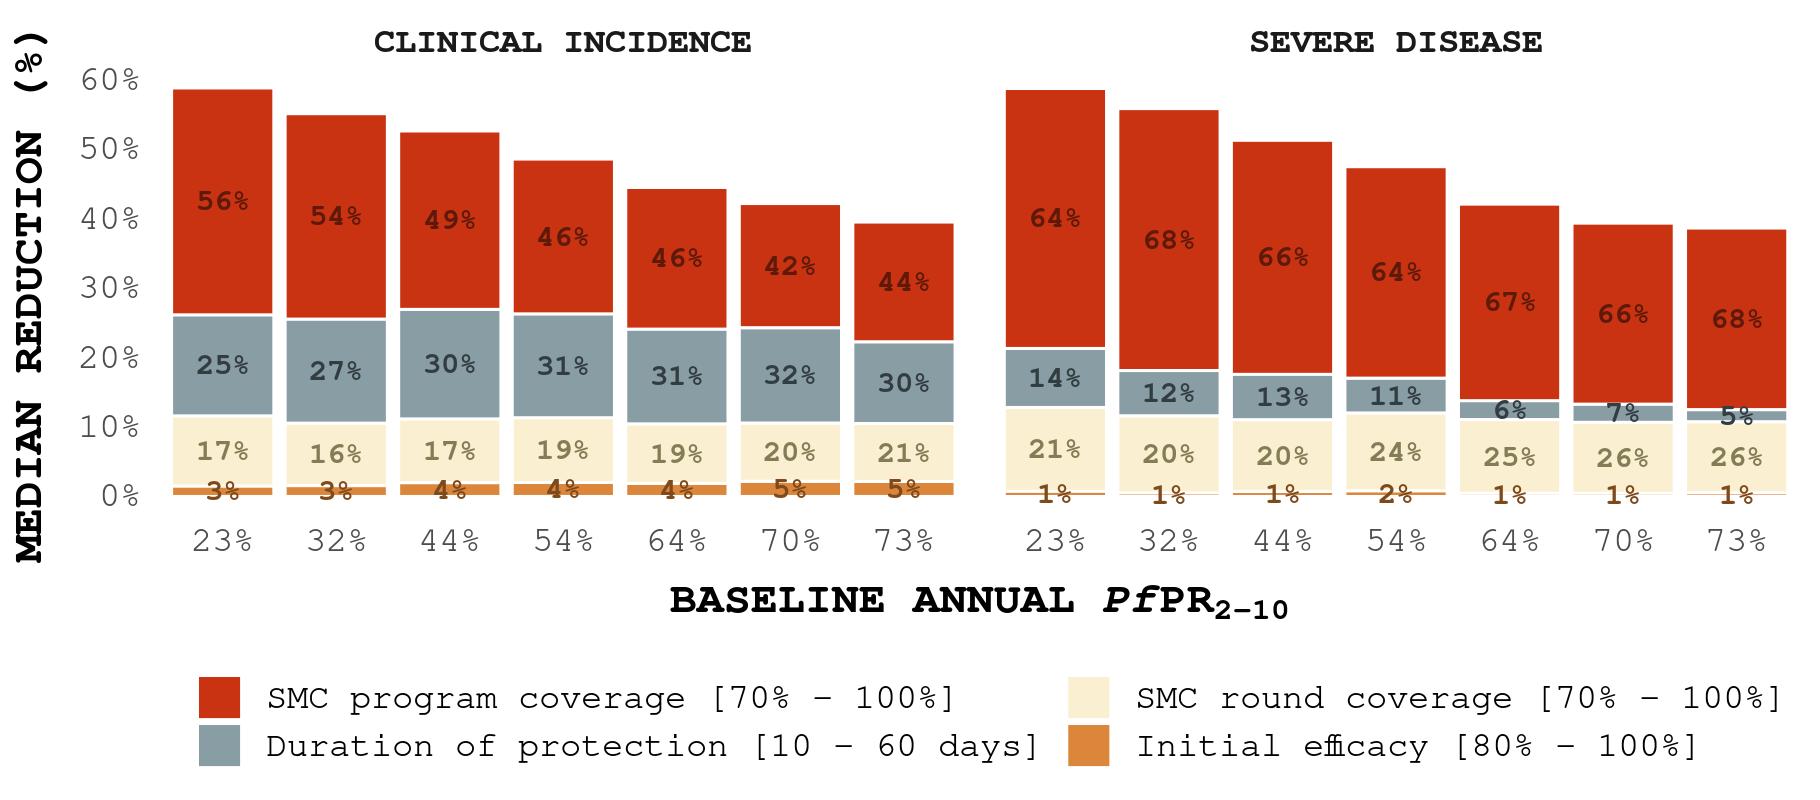 CLINICAL INCIDENCE
SEVERE DISEASE
MEDIAN REDUCTION (%)
60%
50%
40%
30%
20%
10%
0%
56% 54% 49% 46% 46% 42% 44%
25% 27% 30% 31% 31% 32% 30%
17% 16% 17% 19% 19% 20% 21%
3% 3% 4% 4% 4% 5% 5%
23% 32% 44% 54% 64% 70% 73%
64% 68% 66% 64% 67% 66% 68%
14% 12% 13% 11% 6% 7% 5%
21% 20% 20% 24% 25% 26% 26%
1% 1% 1% 2% 1% 1% 1%
23% 32% 44% 54% 64% 70% 73%
BASELINE ANNUAL PfPR2-10
SMC program coverage [70% - 100%]
SMC round coverage [70% - 100%]
Duration of protection [10 - 60 days]
Initial efficacy [80% - 100%]